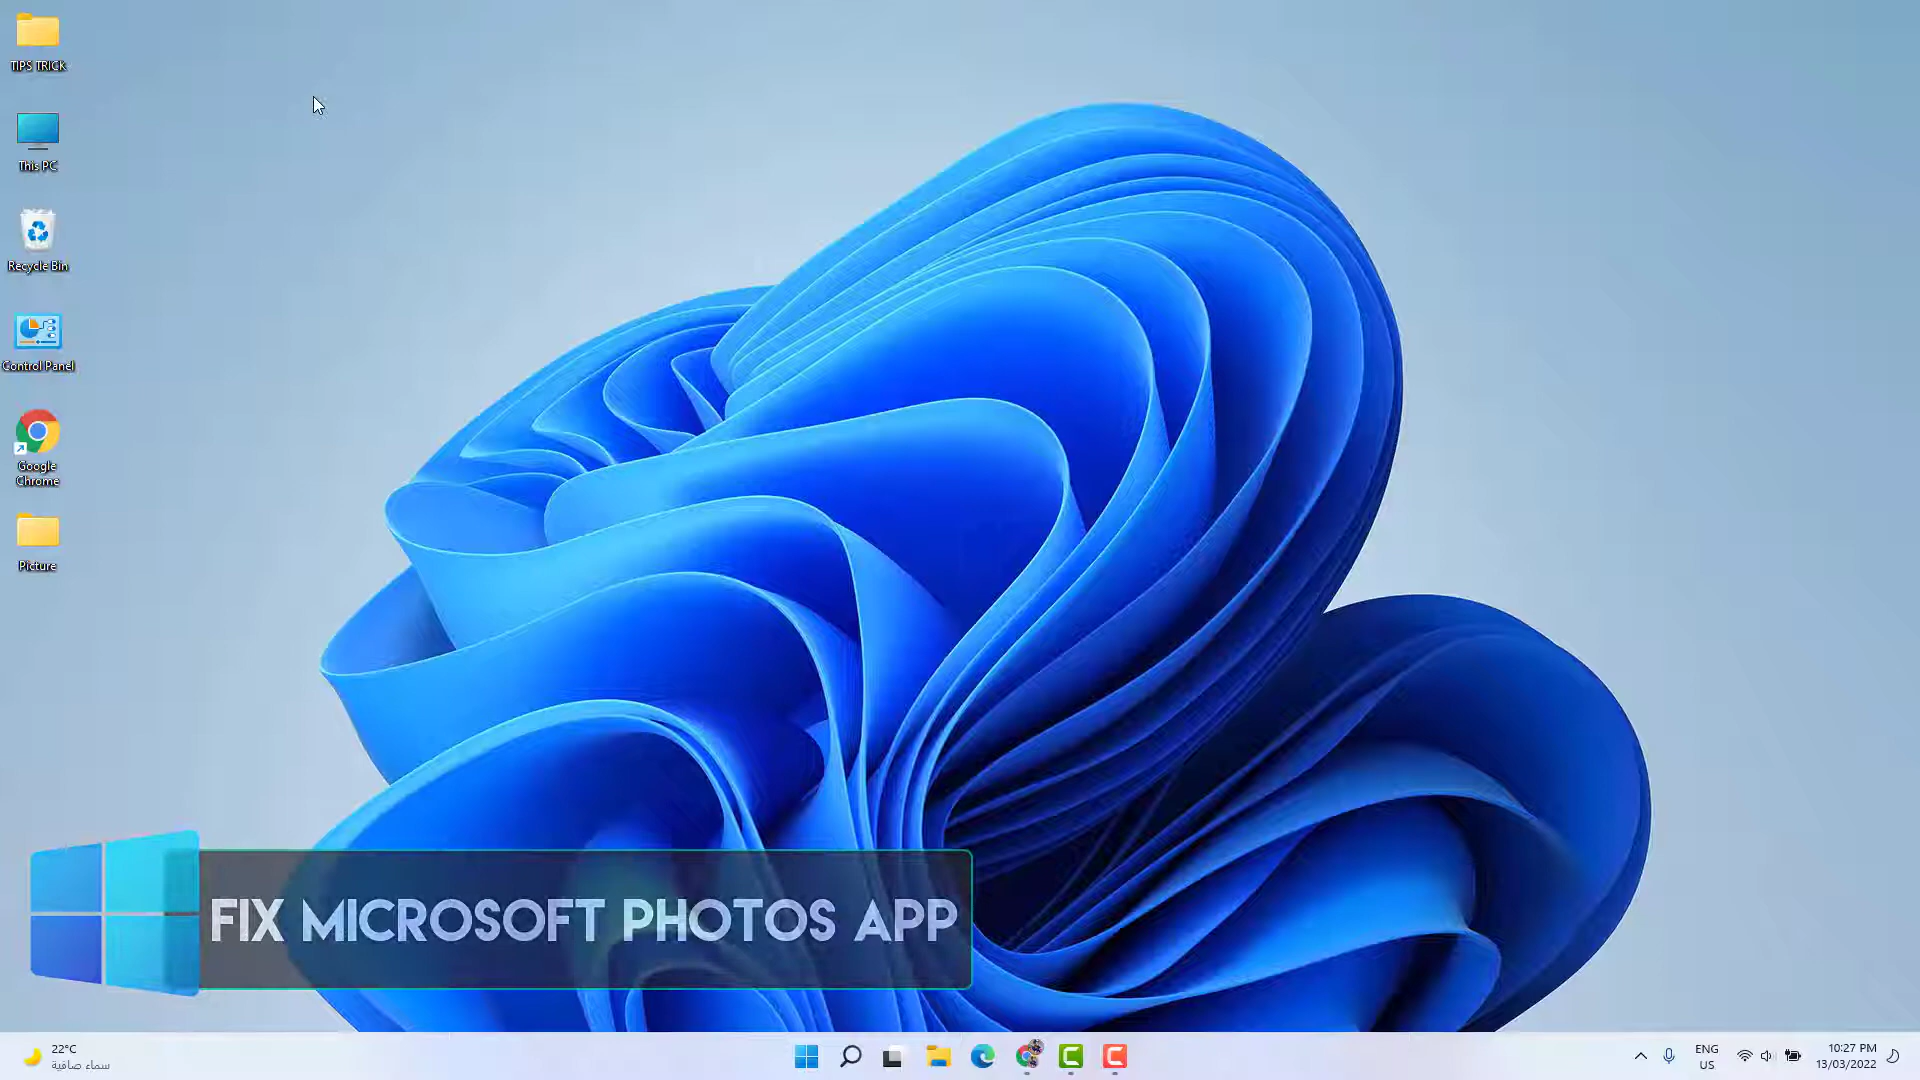 TIPS TRICK
This PC
Recycle Bin
Control Panel
Google
Chrome
Picture
FIX MICROSOFT PHOTOS APP
22°C
سماء صافية
ENG
US
10:27 PM
13/03/2022